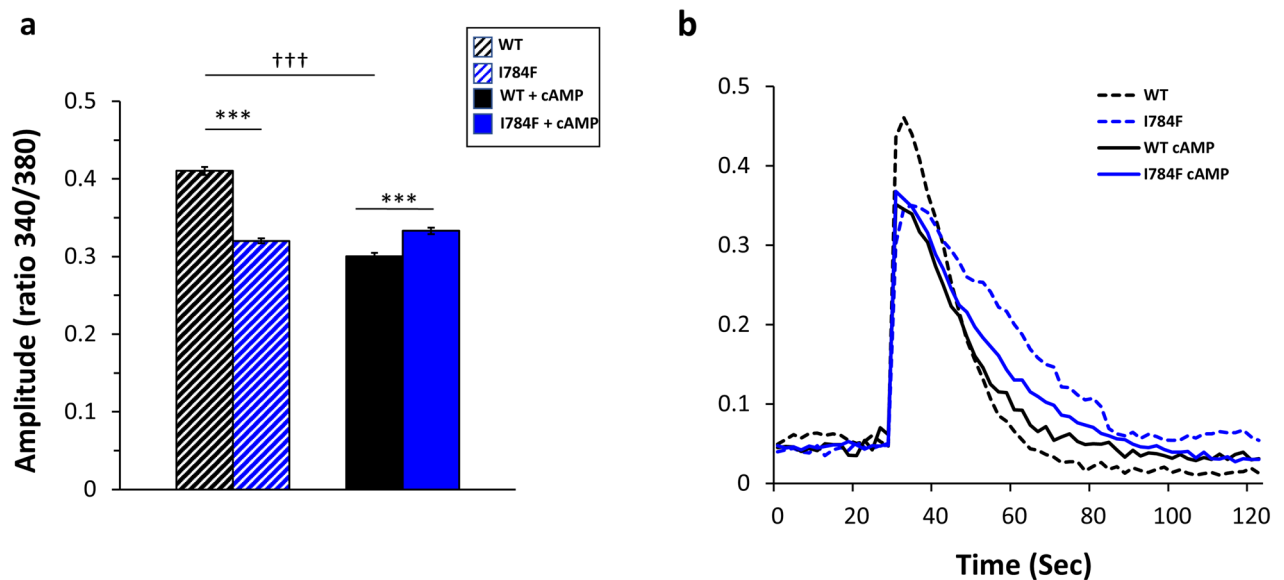 a
WT
I784F
WT + cAMP
I784F + cAMP
†††
***
***
0.5
0.4
0.3
0.2
0.1
0
Amplitude (ratio 340/380)
b
WT
I784F
WT cAMP
I784F cAMP
0.5
0.4
0.3
0.2
0.1
0
0 20 40 60 80 100 120
Time (Sec)